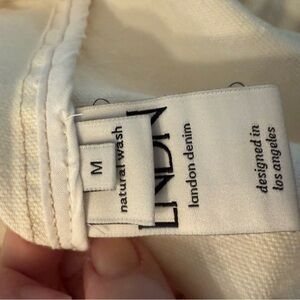 M
natural wash
LNDN
landon denim
designed in
los angeles